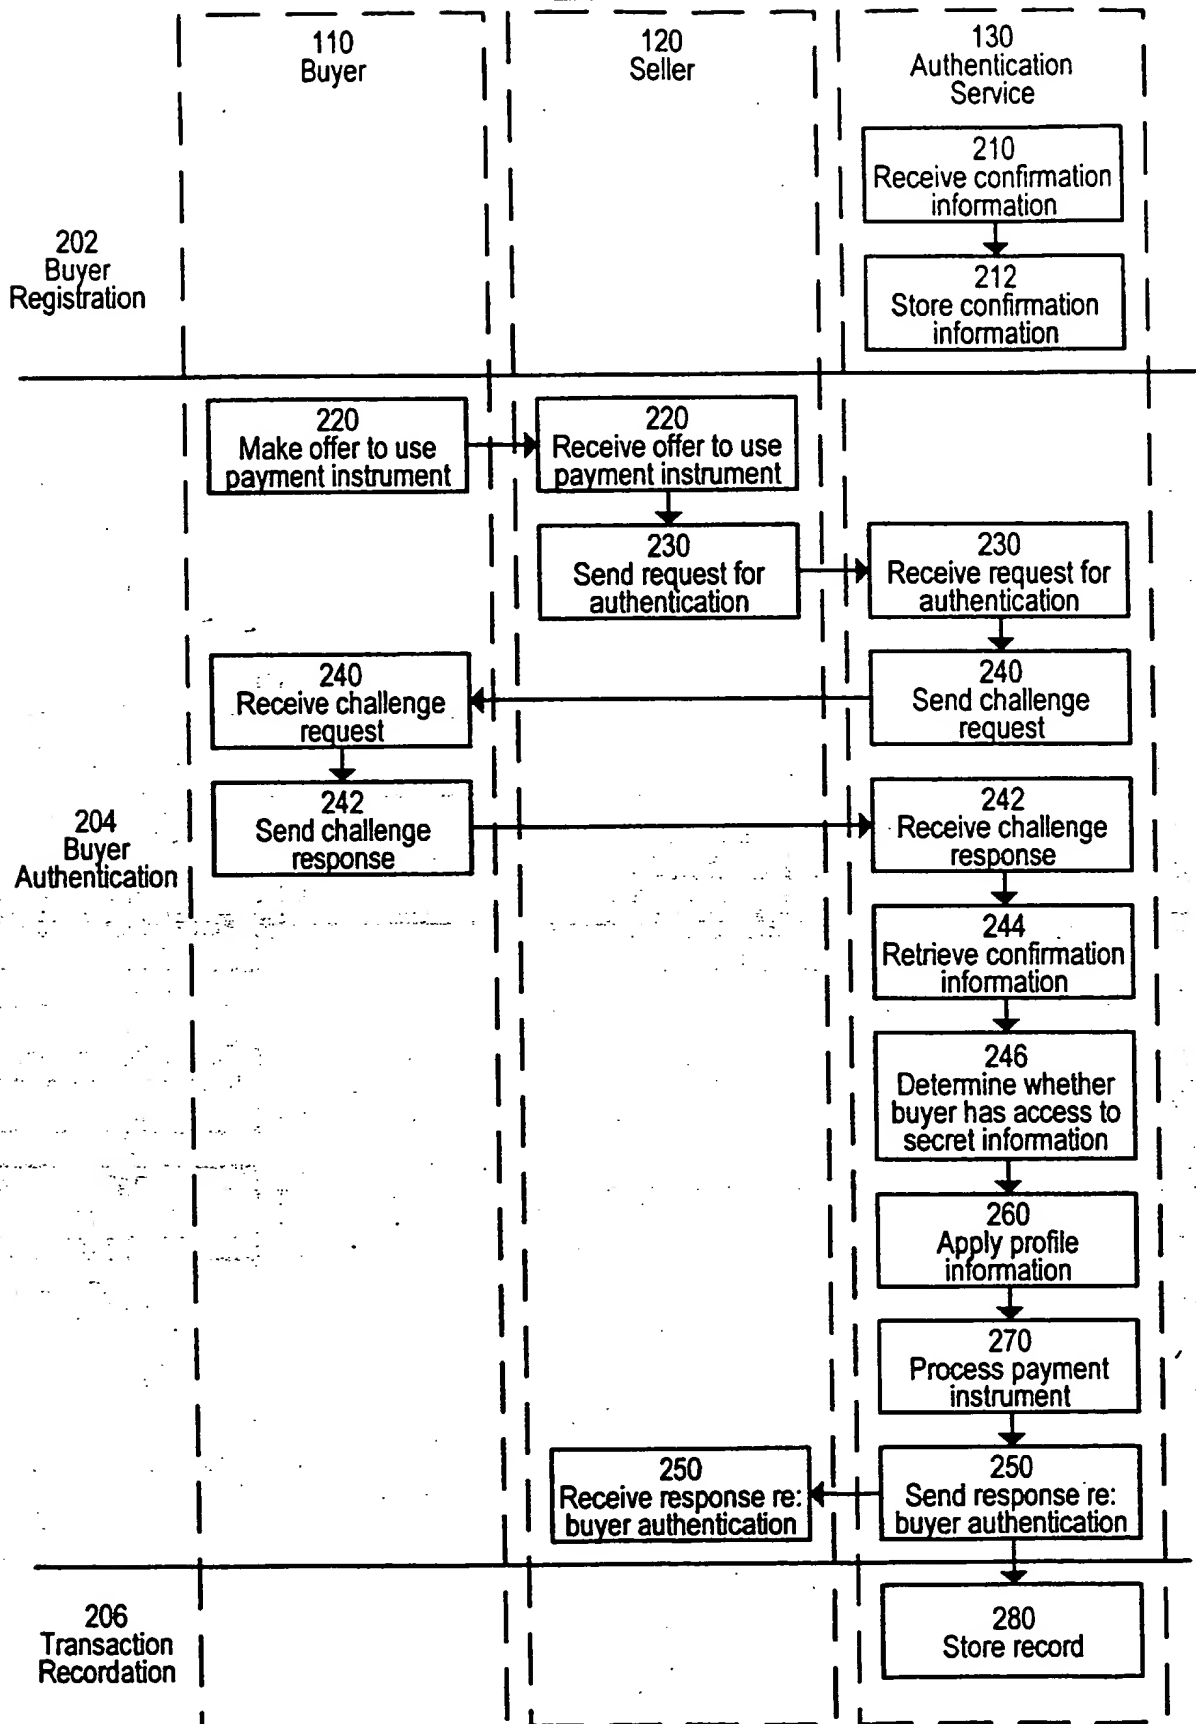 110
Buyer
120
Seller
130
Authentication
Service
210
Receive confirmation
information
202
Buyer
Registration
212
Store confirmation
information
220
Make offer to use
payment instrument
220
Receive offer to use
payment instrument
230
Send request for
authentication
230
Receive request for
authentication
240
Receive challenge
request
240
Send challenge
request
204
Buyer
Authentication
242
Send challenge
response
242
Receive challenge
response
244
Retrieve confirmation
information
246
Determine whether
buyer has access to
secret information
260
Apply profile
information
270
Process payment
instrument
250
Receive response re:
buyer authentication
250
Send response re:
buyer authentication
206
Transaction
Recordation
280
Store record